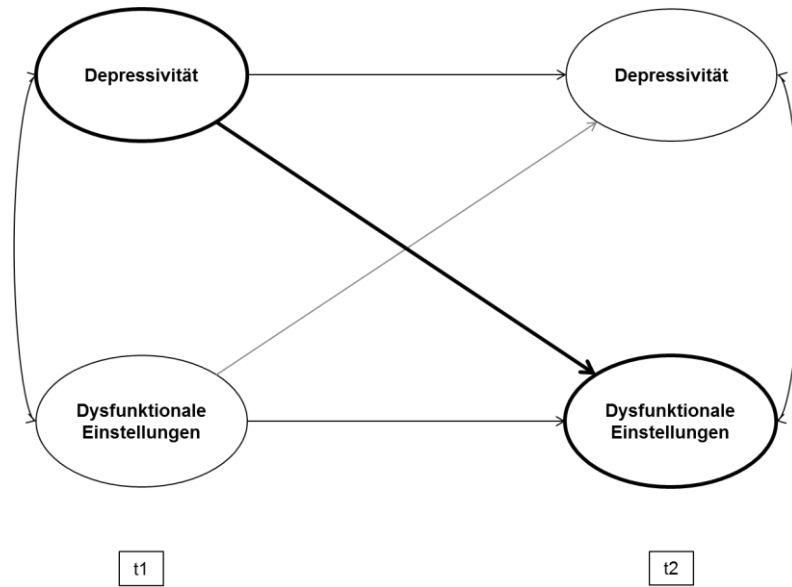 Depressivität
Depressivität
Dysfunktionale
Einstellungen
Dysfunktionale
Einstellungen
t1
t2